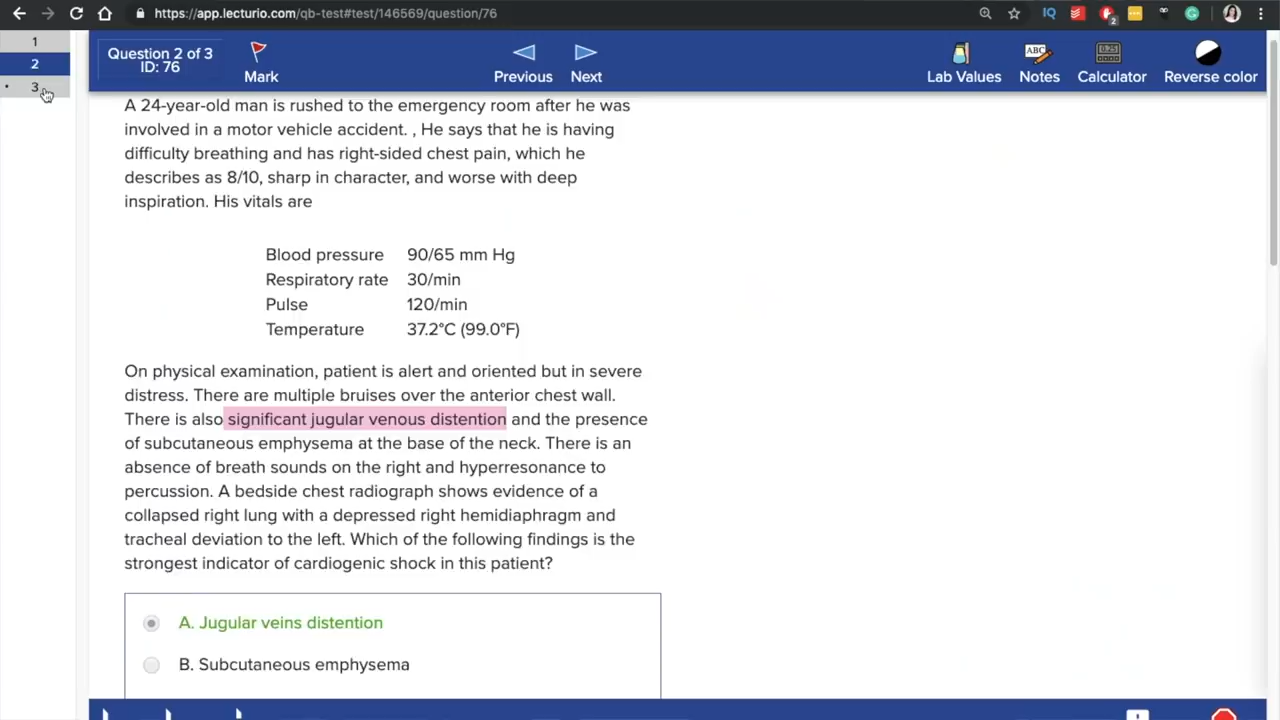 https://app.lecturio.com/qb-test#test/146569/question/76
IQ
2
1
2
3
Question 2 of 3
ID: 76
Mark
Previous
Next
Lab Values
ABC
Notes
0.25
Calculator
Reverse color
A 24-year-old man is rushed to the emergency room after he was
involved in a motor vehicle accident. , He says that he is having
difficulty breathing and has right-sided chest pain, which he
describes as 8/10, sharp in character, and worse with deep
inspiration. His vitals are
Blood pressure 90/65 mm Hg
Respiratory rate 30/min
Pulse 120/min
Temperature 37.2°C (99.0°F)
On physical examination, patient is alert and oriented but in severe
distress. There are multiple bruises over the anterior chest wall.
There is also significant jugular venous distention and the presence
of subcutaneous emphysema at the base of the neck. There is an
absence of breath sounds on the right and hyperresonance to
percussion. A bedside chest radiograph shows evidence of a
collapsed right lung with a depressed right hemidiaphragm and
tracheal deviation to the left. Which of the following findings is the
strongest indicator of cardiogenic shock in this patient?
A. Jugular veins distention
B. Subcutaneous emphysema